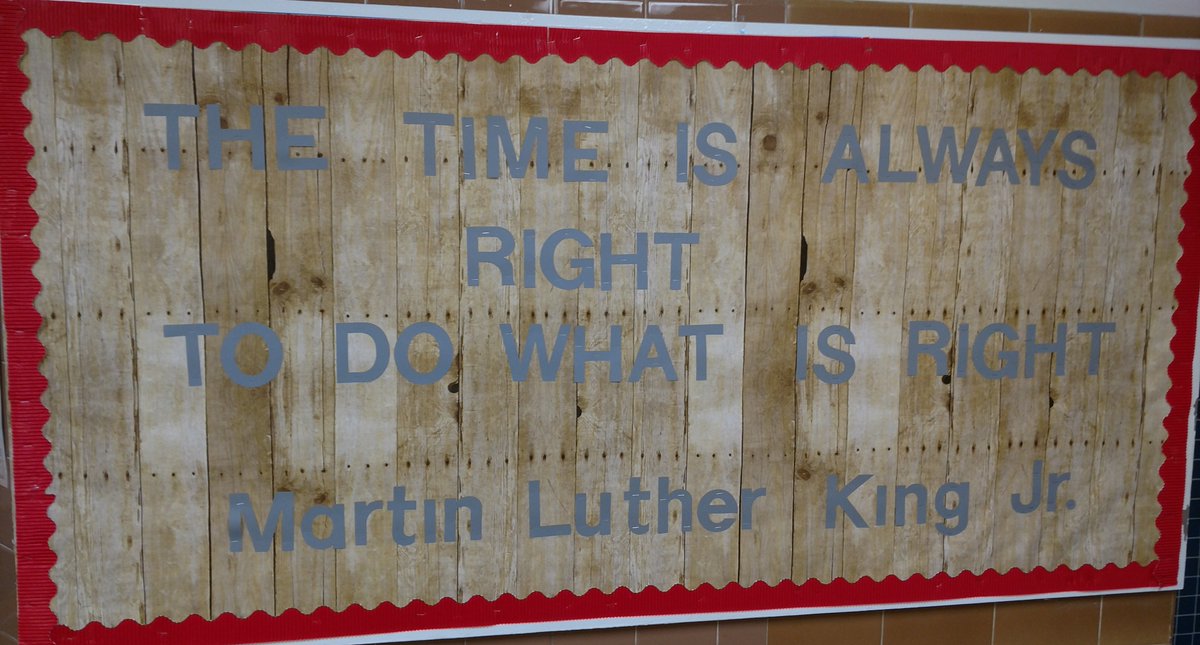 THE TIME IS ALWAYS
RIGHT
TO DO WHAT IS RIGHT
Martin Luther King Jr.